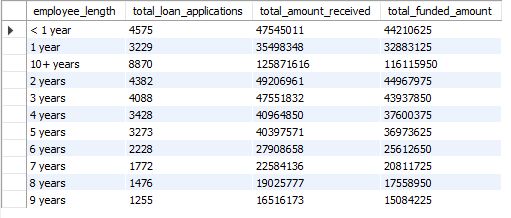 employee_length total_loan_applications total_amount_received total_funded_amount
< 1 year 4575 47545011 44210625
1 year 3229 35498348 32883125
10+ years 8870 125871616 116115950
2 years 4382 49206961 44967975
3 years 4088 47551832 43937850
4 years 3428 40964850 37600375
5 years 3273 40397571 36973625
6 years 2228 27908658 25612650
7 years 1772 22584136 20811725
8 years 1476 19025777 17558950
9 years 1255 16516173 15084225